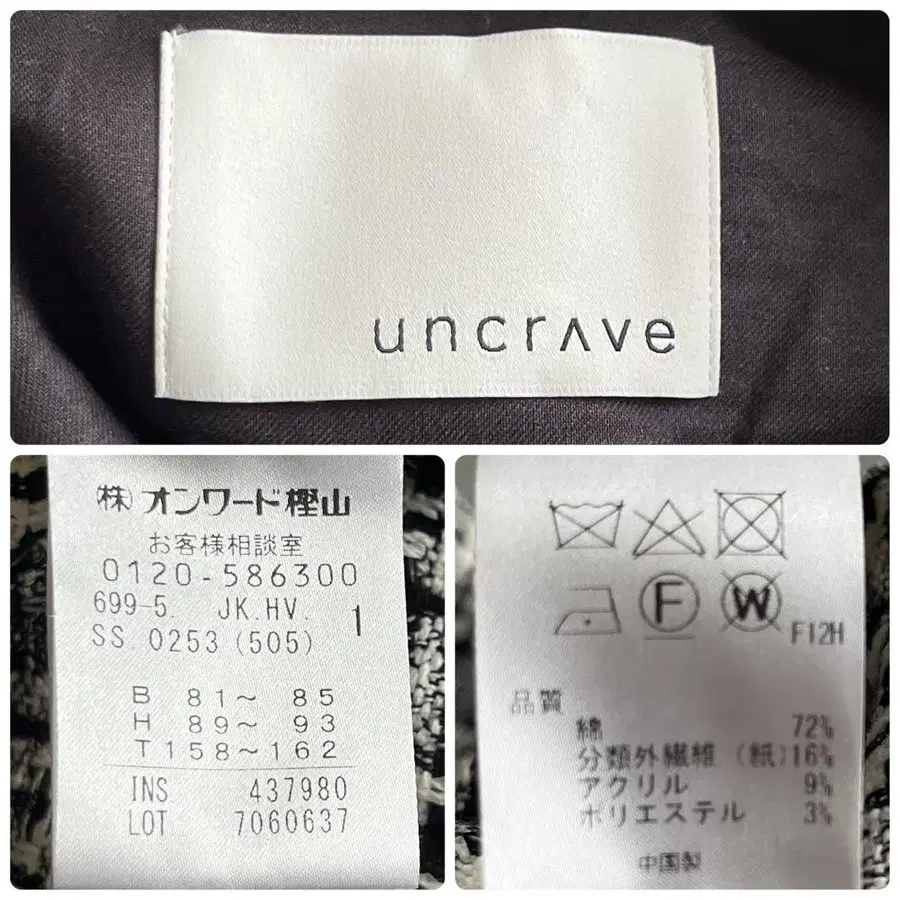 uncrΛve
㈱オンワード樫山
お客様相談室
0120-586300
699-5. JK.HV. 1
SS. 0253 (505)
B 81～ 85
H 89～ 93
T158～162
INS 437980
LOT 7060637
F
W
F12H
品質
綿 72%
分類外繊維（紙)16%
アクリル 9%
ポリエステル 3%
中国製